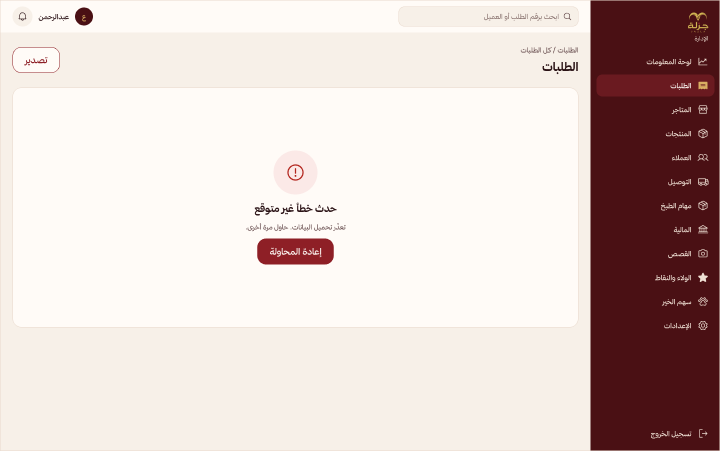 جزلة
الإدارة
لوحة المعلومات
الطلبات
المتاجر
المنتجات
العملاء
التوصيل
مهام الطبخ
المالية
القصص
الولاء والنقاط
سهم الخير
الإعدادات
تسجيل الخروج
ابحث برقم الطلب أو العميل
ع
عبدالرحمن
الطلبات / كل الطلبات
الطلبات
تصدير
حدث خطأ غير متوقع
تعذّر تحميل البيانات. حاول مرة أخرى.
إعادة المحاولة